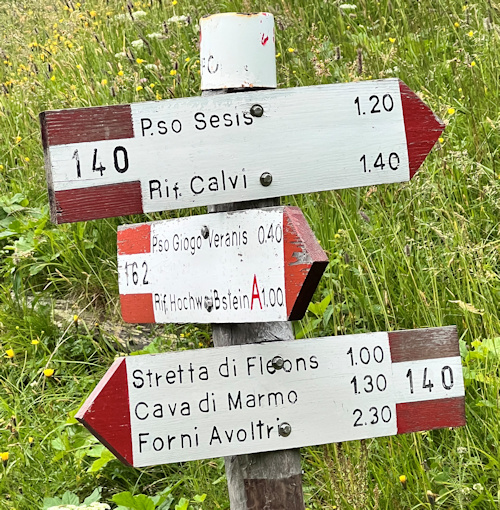 P.so Sesis 1.20
140
Rif. Calvi 1.40
P.so Giogo Veranis 0.40
162
Rif. HochweiBstein A 1.00
Stretta di Fleons 1.00
Cava di Marmo 1.30
140
Forni Avoltri 2.30